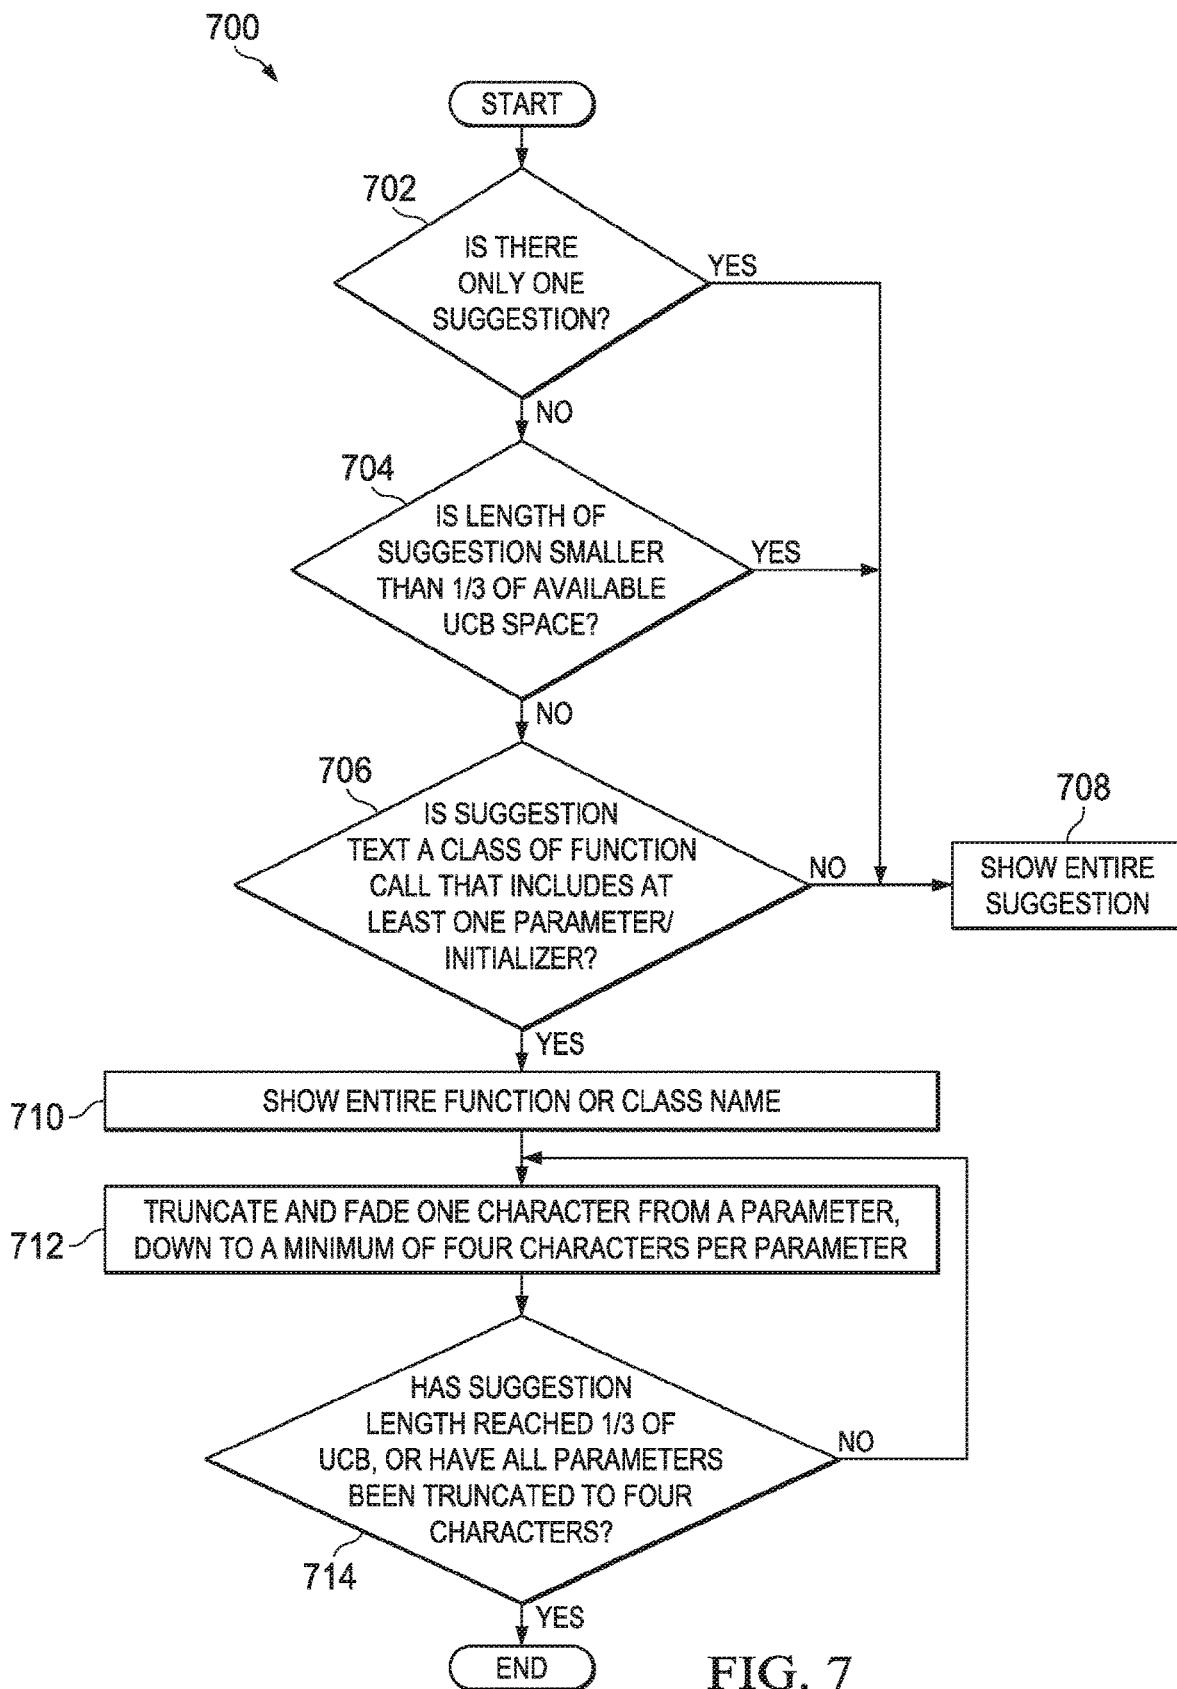 700
START
702
IS THERE
ONLY ONE
SUGGESTION?
YES
NO
704
IS LENGTH OF
SUGGESTION SMALLER
THAN 1/3 OF AVAILABLE
UCB SPACE?
YES
NO
706
IS SUGGESTION
TEXT A CLASS OF FUNCTION
CALL THAT INCLUDES AT
LEAST ONE PARAMETER/
INITIALIZER?
NO
708
SHOW ENTIRE
SUGGESTION
YES
710
SHOW ENTIRE FUNCTION OR CLASS NAME
712
TRUNCATE AND FADE ONE CHARACTER FROM A PARAMETER,
DOWN TO A MINIMUM OF FOUR CHARACTERS PER PARAMETER
HAS SUGGESTION
LENGTH REACHED 1/3 OF
UCB, OR HAVE ALL PARAMETERS
BEEN TRUNCATED TO FOUR
CHARACTERS?
NO
714
YES
END
FIG. 7